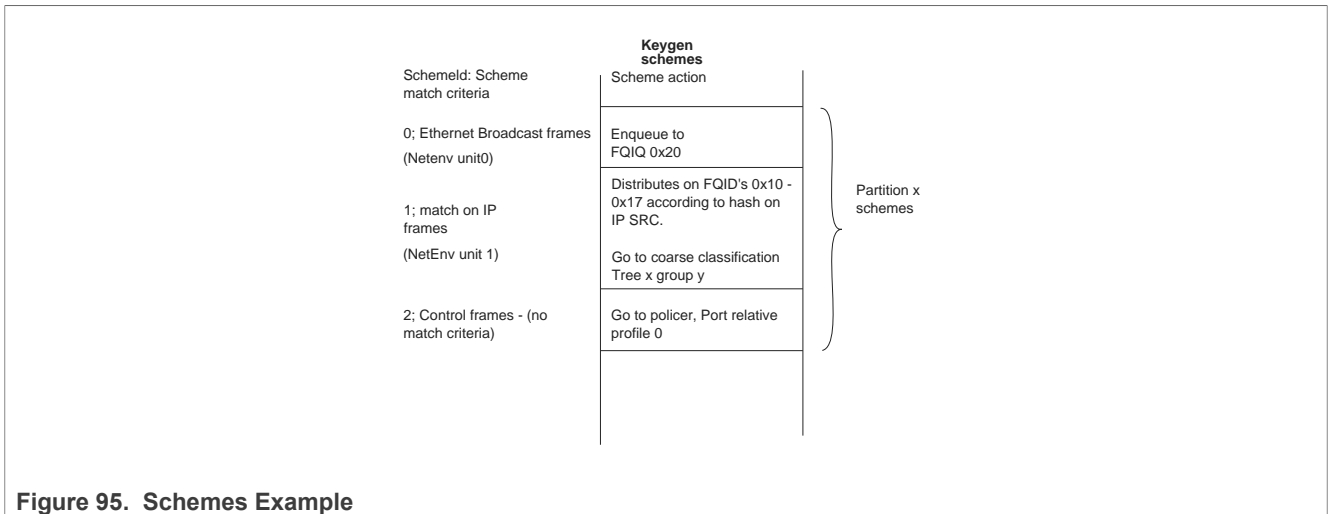 Keygen
schemes
SchemeId: Scheme
match criteria
Scheme action
0; Ethernet Broadcast frames
(Netenv unit0)
Enqueue to
FQIQ 0x20
1; match on IP
frames
(NetEnv unit 1)
Distributes on FQID's 0x10 -
0x17 according to hash on
IP SRC.
Go to coarse classification
Tree x group y
2; Control frames - (no
match criteria)
Go to policer, Port relative
profile 0
Partition x
schemes
Figure 95. Schemes Example